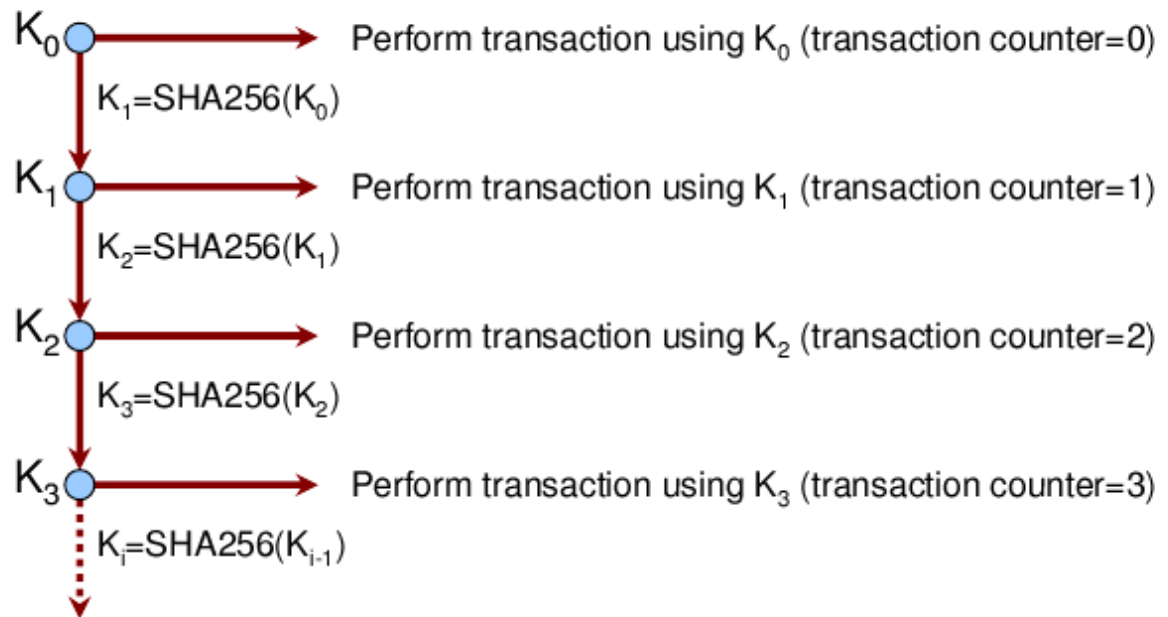 K₀ Perform transaction using K₀ (transaction counter=0)
K₁=SHA256(K₀)
K₁ Perform transaction using K₁ (transaction counter=1)
K₂=SHA256(K₁)
K₂ Perform transaction using K₂ (transaction counter=2)
K₃=SHA256(K₂)
K₃ Perform transaction using K₃ (transaction counter=3)
Kᵢ=SHA256(Kᵢ₋₁)